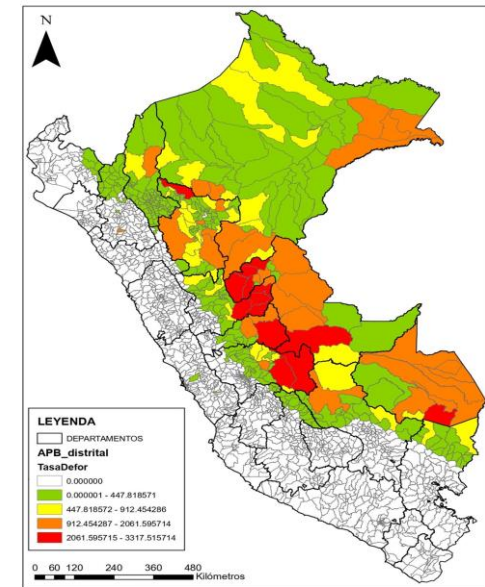 N
LEYENDA
DEPARTAMENTOS
APB_distrital
TasaDefor
0.000000
0.000001 - 447.818571
447.818572 - 912.454286
912.454287 - 2061.595714
2061.595715 - 3317.515714
0 60 120 240 360 480
Kilómetros